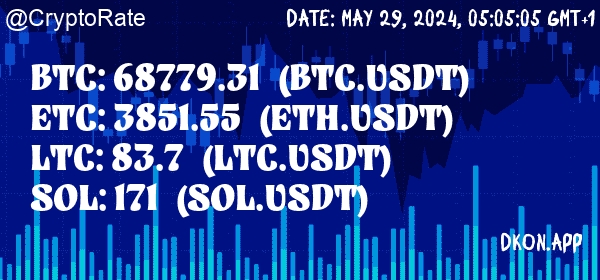 @CryptoRate
DATE: MAY 29, 2024, 05:05:05 GMT+1
BTC: 68779.31 (BTC.USDT)
ETC: 3851.55 (ETH.USDT)
LTC: 83.7 (LTC.USDT)
SOL: 171 (SOL.USDT)
DKON.APP